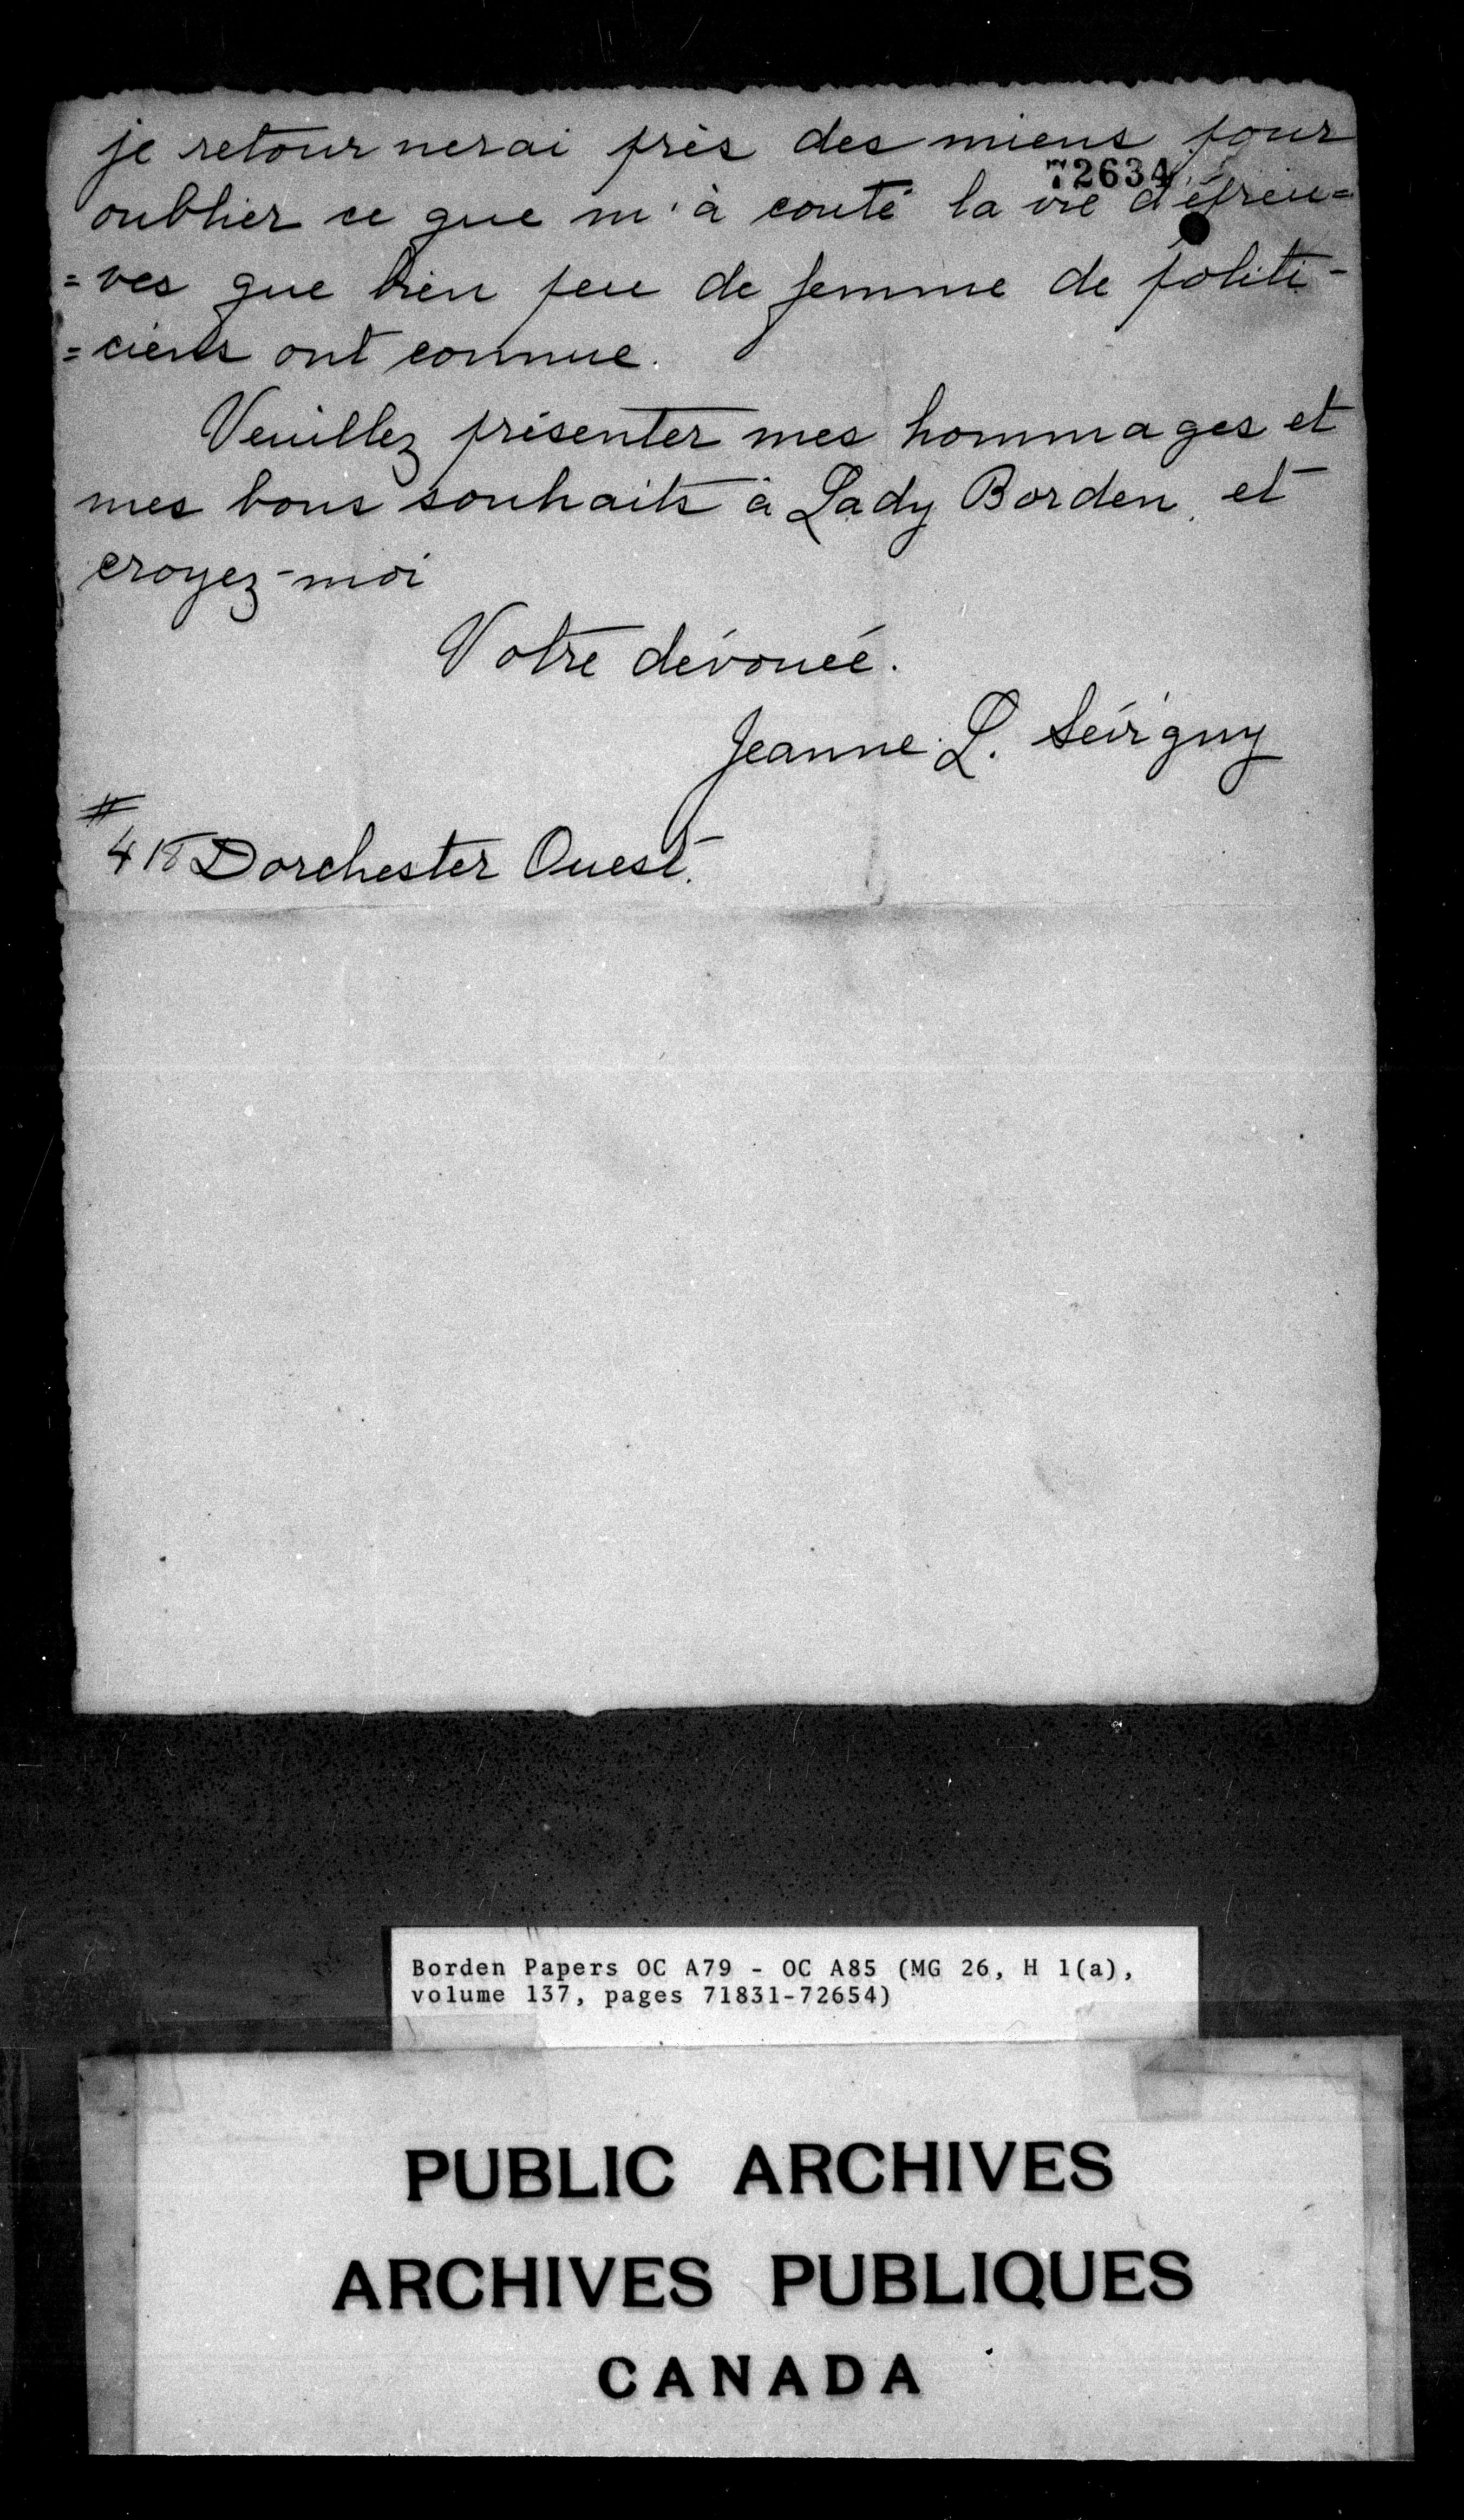 je retournerai près des miens pour
72634
oublier ce que m'à couté la vie d'épreu=
=ves que bien peu de femme de politi-
=ciens ont connue.
Veuillez présenter mes hommages et
mes bons souhaits à Lady Borden, et
croyez-moi
Votre dévouée.
Jeanne L. Sévigny
#
418 Dorchester Ouest.
Borden Papers OC A79 - OC A85 (MG 26, H 1(a),
volume 137, pages 71831-72654)
PUBLIC ARCHIVES
ARCHIVES PUBLIQUES
CANADA